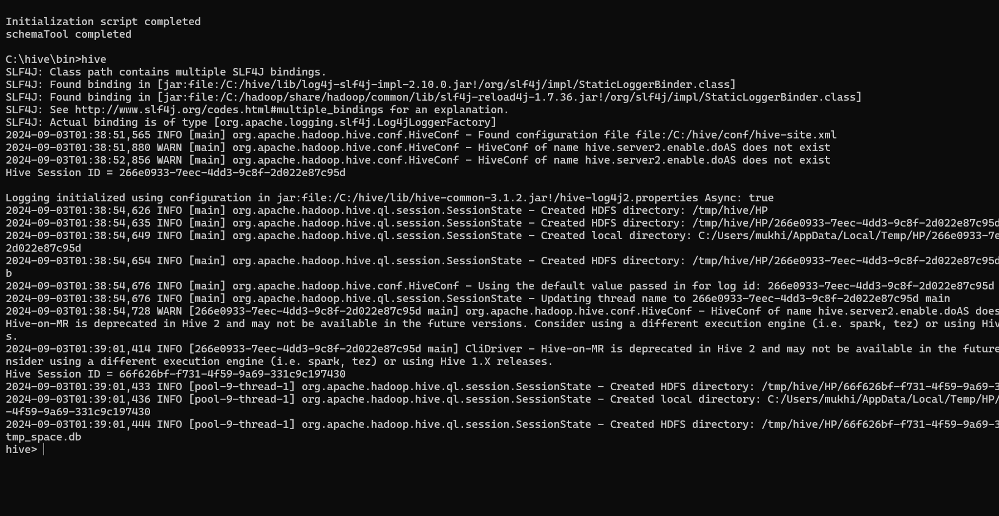 Initialization script completed
schemaTool completed
C:\hive\bin>hive
SLF4J: Class path contains multiple SLF4J bindings.
SLF4J: Found binding in [jar:file:/C:/hive/lib/log4j-slf4j-impl-2.10.0.jar!/org/slf4j/impl/StaticLoggerBinder.class]
SLF4J: Found binding in [jar:file:/C:/hadoop/share/hadoop/common/lib/slf4j-reload4j-1.7.36.jar!/org/slf4j/impl/StaticLoggerBinder.class]
SLF4J: See http://www.slf4j.org/codes.html#multiple_bindings for an explanation.
SLF4J: Actual binding is of type [org.apache.logging.slf4j.Log4jLoggerFactory]
2024-09-03T01:38:51,565 INFO [main] org.apache.hadoop.hive.conf.HiveConf - Found configuration file file:/C:/hive/conf/hive-site.xml
2024-09-03T01:38:51,880 WARN [main] org.apache.hadoop.hive.conf.HiveConf - HiveConf of name hive.server2.enable.doAS does not exist
2024-09-03T01:38:52,856 WARN [main] org.apache.hadoop.hive.conf.HiveConf - HiveConf of name hive.server2.enable.doAS does not exist
Hive Session ID = 266e0933-7eec-4dd3-9c8f-2d022e87c95d
Logging initialized using configuration in jar:file:/C:/hive/lib/hive-common-3.1.2.jar!/hive-log4j2.properties Async: true
2024-09-03T01:38:54,626 INFO [main] org.apache.hadoop.hive.ql.session.SessionState - Created HDFS directory: /tmp/hive/HP
2024-09-03T01:38:54,635 INFO [main] org.apache.hadoop.hive.ql.session.SessionState - Created HDFS directory: /tmp/hive/HP/266e0933-7eec-4dd3-9c8f-2d022e87c95d
2024-09-03T01:38:54,649 INFO [main] org.apache.hadoop.hive.ql.session.SessionState - Created local directory: C:/Users/mukhi/AppData/Local/Temp/HP/266e0933-7e
2d022e87c95d
2024-09-03T01:38:54,654 INFO [main] org.apache.hadoop.hive.ql.session.SessionState - Created HDFS directory: /tmp/hive/HP/266e0933-7eec-4dd3-9c8f-2d022e87c95d
b
2024-09-03T01:38:54,676 INFO [main] org.apache.hadoop.hive.conf.HiveConf - Using the default value passed in for log id: 266e0933-7eec-4dd3-9c8f-2d022e87c95d
2024-09-03T01:38:54,676 INFO [main] org.apache.hadoop.hive.ql.session.SessionState - Updating thread name to 266e0933-7eec-4dd3-9c8f-2d022e87c95d main
2024-09-03T01:38:54,728 WARN [266e0933-7eec-4dd3-9c8f-2d022e87c95d main] org.apache.hadoop.hive.conf.HiveConf - HiveConf of name hive.server2.enable.doAS does
Hive-on-MR is deprecated in Hive 2 and may not be available in the future versions. Consider using a different execution engine (i.e. spark, tez) or using Hiv
s.
2024-09-03T01:39:01,414 INFO [266e0933-7eec-4dd3-9c8f-2d022e87c95d main] CliDriver - Hive-on-MR is deprecated in Hive 2 and may not be available in the future
nsider using a different execution engine (i.e. spark, tez) or using Hive 1.X releases.
Hive Session ID = 66f626bf-f731-4f59-9a69-331c9c197430
2024-09-03T01:39:01,433 INFO [pool-9-thread-1] org.apache.hadoop.hive.ql.session.SessionState - Created HDFS directory: /tmp/hive/HP/66f626bf-f731-4f59-9a69-3
2024-09-03T01:39:01,436 INFO [pool-9-thread-1] org.apache.hadoop.hive.ql.session.SessionState - Created local directory: C:/Users/mukhi/AppData/Local/Temp/HP/
-4f59-9a69-331c9c197430
2024-09-03T01:39:01,444 INFO [pool-9-thread-1] org.apache.hadoop.hive.ql.session.SessionState - Created HDFS directory: /tmp/hive/HP/66f626bf-f731-4f59-9a69-3
tmp_space.db
hive>